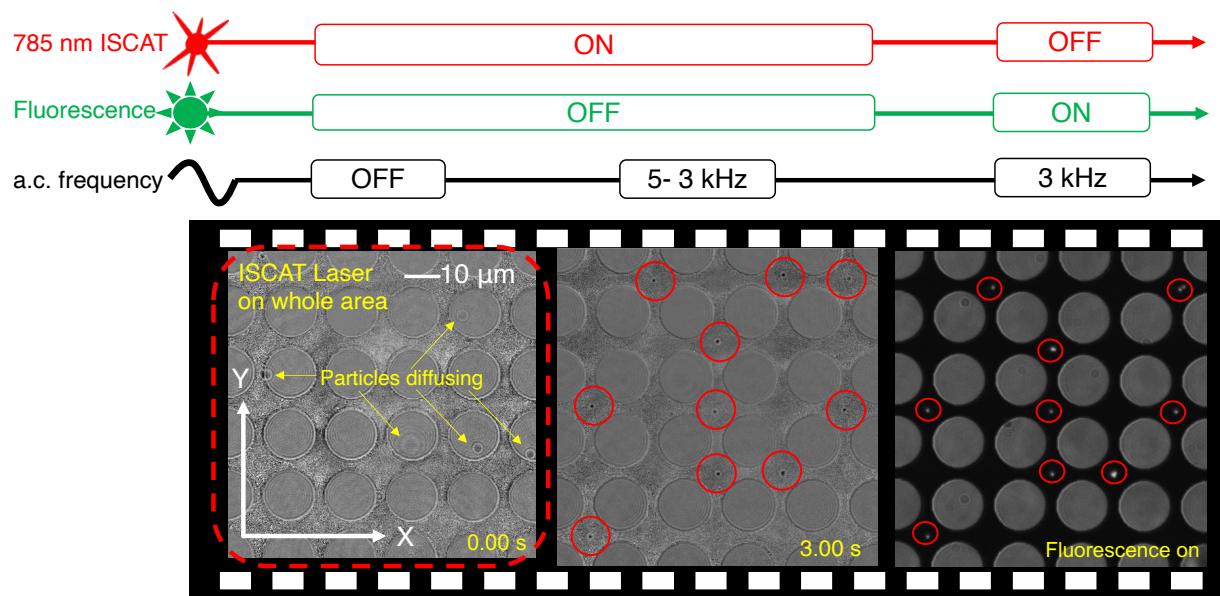 785 nm ISCAT
ON
OFF
Fluorescence
OFF
ON
a.c. frequency
OFF
5- 3 kHz
3 kHz
ISCAT Laser
on whole area
10 µm
Particles diffusing
Y
X
0.00 s
3.00 s
Fluorescence on